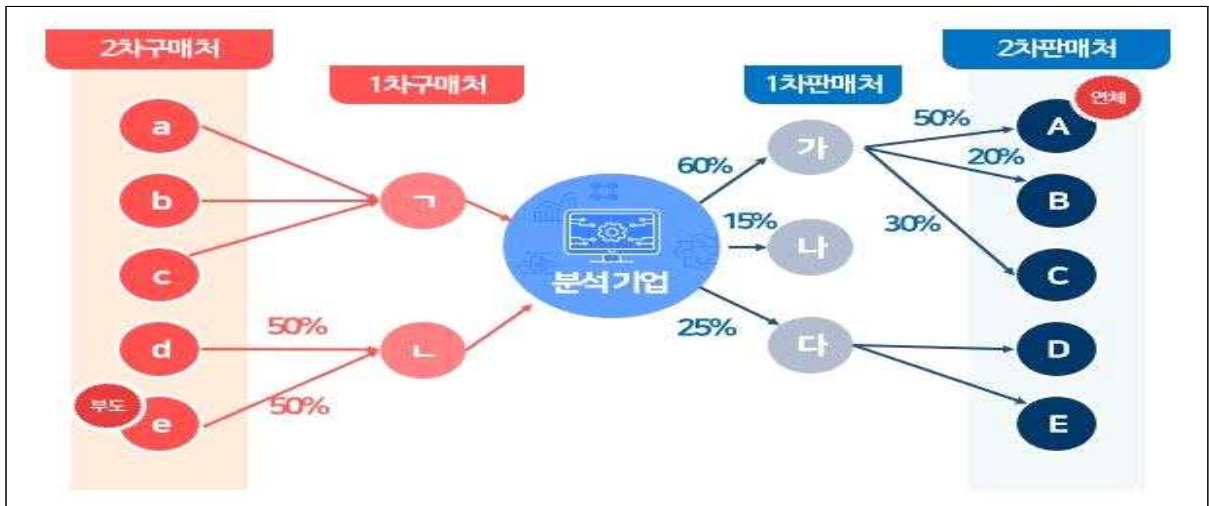 2차구매처
1차구매처
1차판매처
2차판매처
a
b
c
d
부도
e
50%
50%
ㄱ
ㄴ
분석기업
60%
15%
25%
가
나
다
50%
20%
30%
연체
A
B
C
D
E